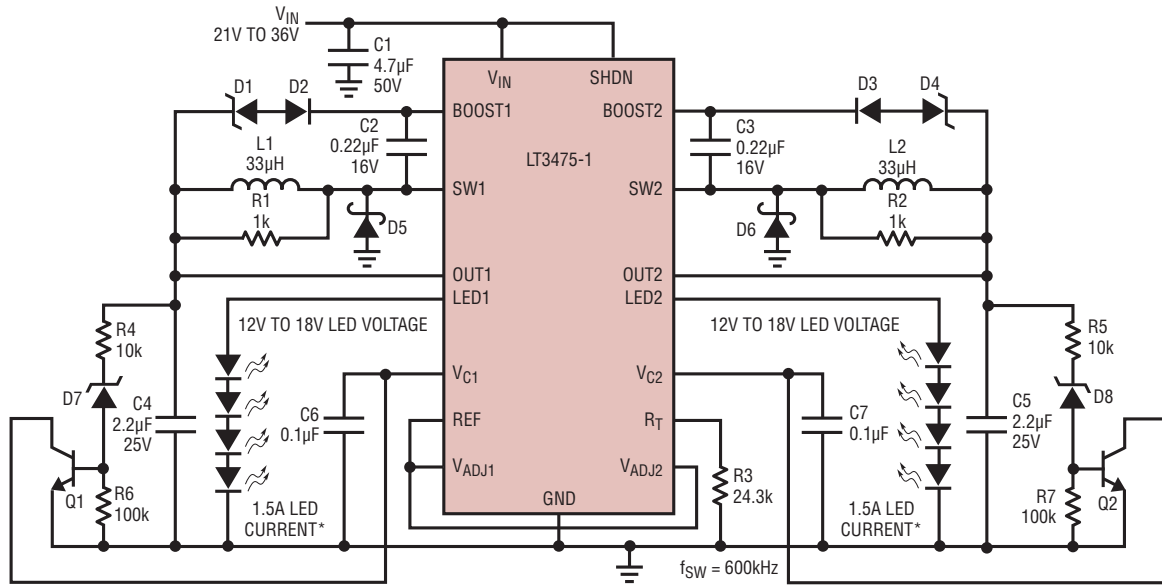 VIN
21V TO 36V
C1
4.7µF
50V
VIN
SHDN
D1
D2
BOOST1
BOOST2
D3
D4
C2
0.22µF
16V
C3
0.22µF
16V
L1
33µH
LT3475-1
L2
33µH
SW1
SW2
R1
1k
D5
D6
R2
1k
OUT1
OUT2
LED1
LED2
12V TO 18V LED VOLTAGE
12V TO 18V LED VOLTAGE
R4
10k
R5
10k
D7
D8
VC1
VC2
C4
2.2µF
25V
C6
0.1µF
C7
0.1µF
C5
2.2µF
25V
REF
RT
VADJ1
VADJ2
R3
24.3k
Q1
R6
100k
1.5A LED
CURRENT*
GND
1.5A LED
CURRENT*
R7
100k
Q2
fSW = 600kHz